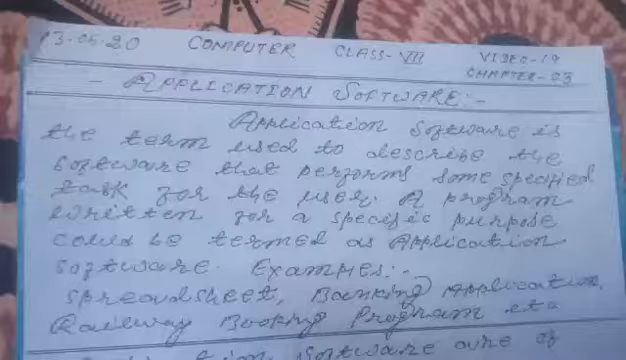 13.05.20 COMPUTER CLASS-VII VIDEO-19
CHAPTER-03
- APPLICATION SOFTWARE:-
Application Software is
the term used to describe the
software that performs some specified
task for the user. A program
written for a specific purpose
could be termed as Application
software. Examples:-
Spreadsheet, Banking Application,
Railway Booking Program etc
tion Software are of